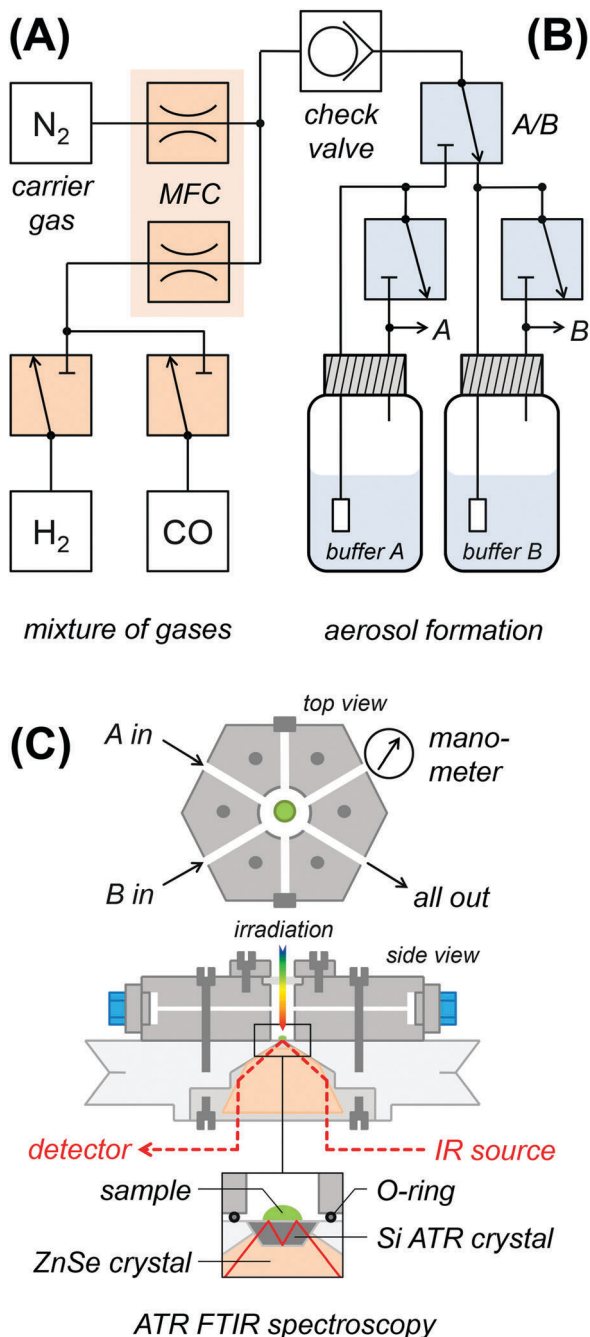 (A)
(B)
N2
carrier
gas
MFC
check
valve
A/B
A
B
H2
CO
buffer A
buffer B
mixture of gases
aerosol formation
(C)
top view
A in
mano-
meter
B in
all out
irradiation
side view
detector
IR source
sample
O-ring
Si ATR crystal
ZnSe crystal
ATR FTIR spectroscopy